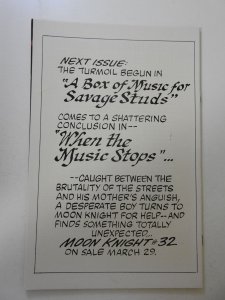 NEXT ISSUE:
THE TURMOIL BEGUN IN
"A Box of Music for
Savage Studs"
COMES TO A SHATTERING
CONCLUSION IN--
"When the
Music Stops"...
--CAUGHT BETWEEN THE
BRUTALITY OF THE STREETS
AND HIS MOTHER'S ANGUISH,
A DESPERATE BOY TURNS TO
MOON KNIGHT FOR HELP--AND
FINDS SOMETHING TOTALLY
UNEXPECTED...
MOON KNIGHT #32
ON SALE MARCH 29.